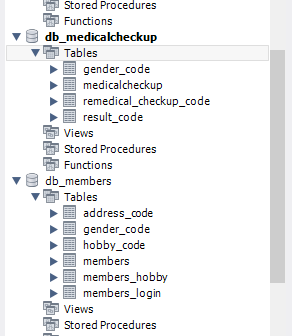 Stored Procedures
Functions
db_medicalcheckup
Tables
gender_code
medicalcheckup
remedical_checkup_code
result_code
Views
Stored Procedures
Functions
db_members
Tables
address_code
gender_code
hobby_code
members
members_hobby
members_login
Views
Stored Procedures